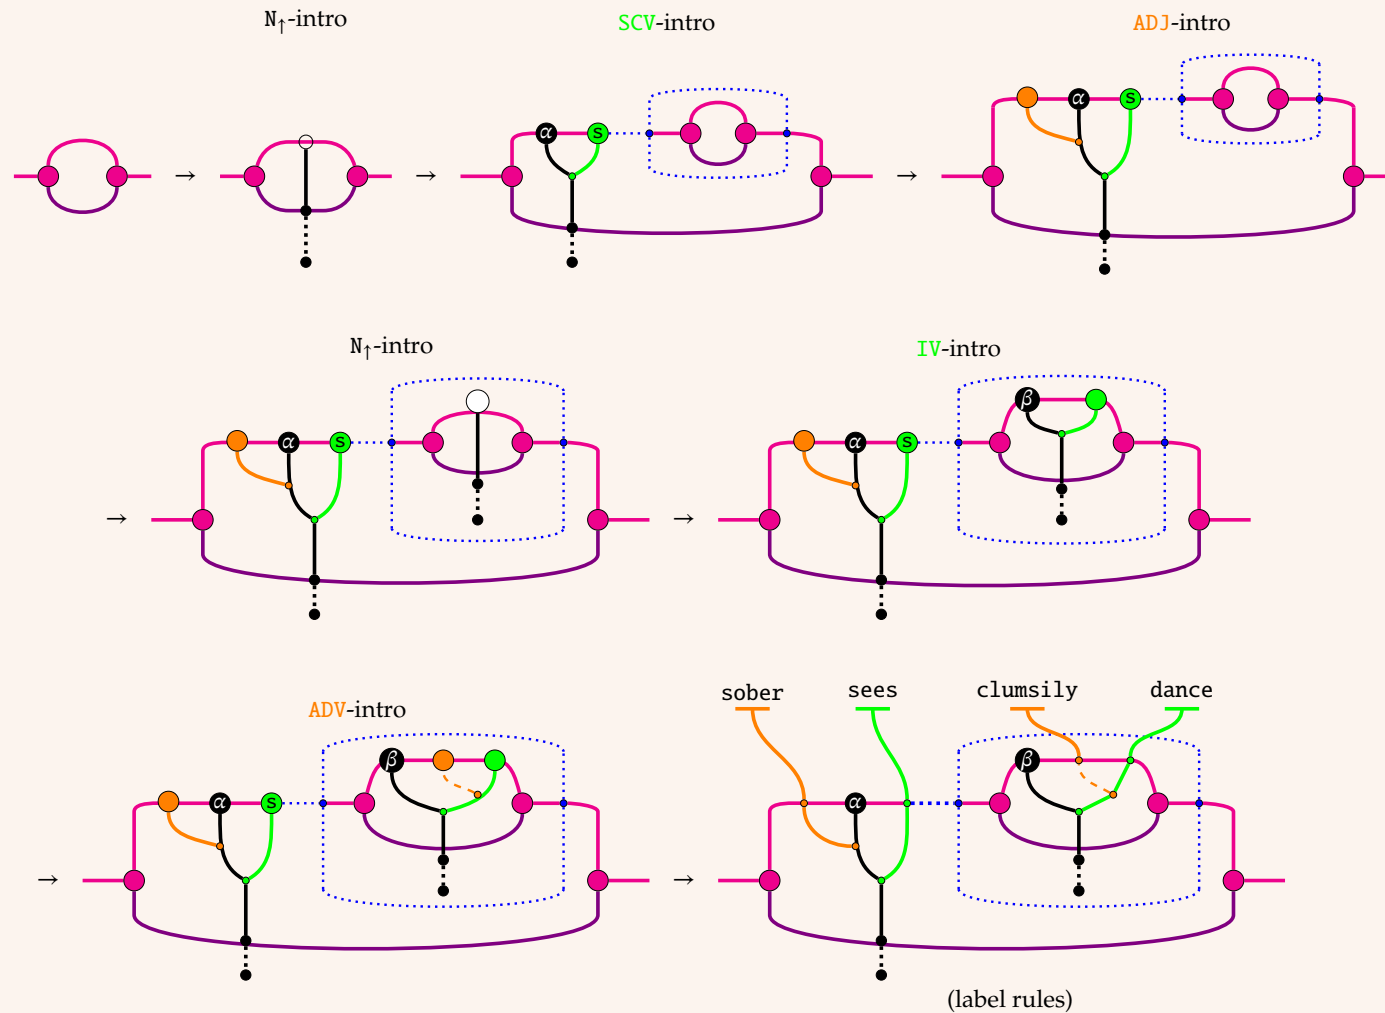 N↑-intro
SCV-intro
ADJ-intro
α S
α S
→ → →
N↑-intro
IV-intro
β
α S
α S
→ →
sober sees clumsily dance
ADV-intro
β
β
α S
α
→ →
(label rules)